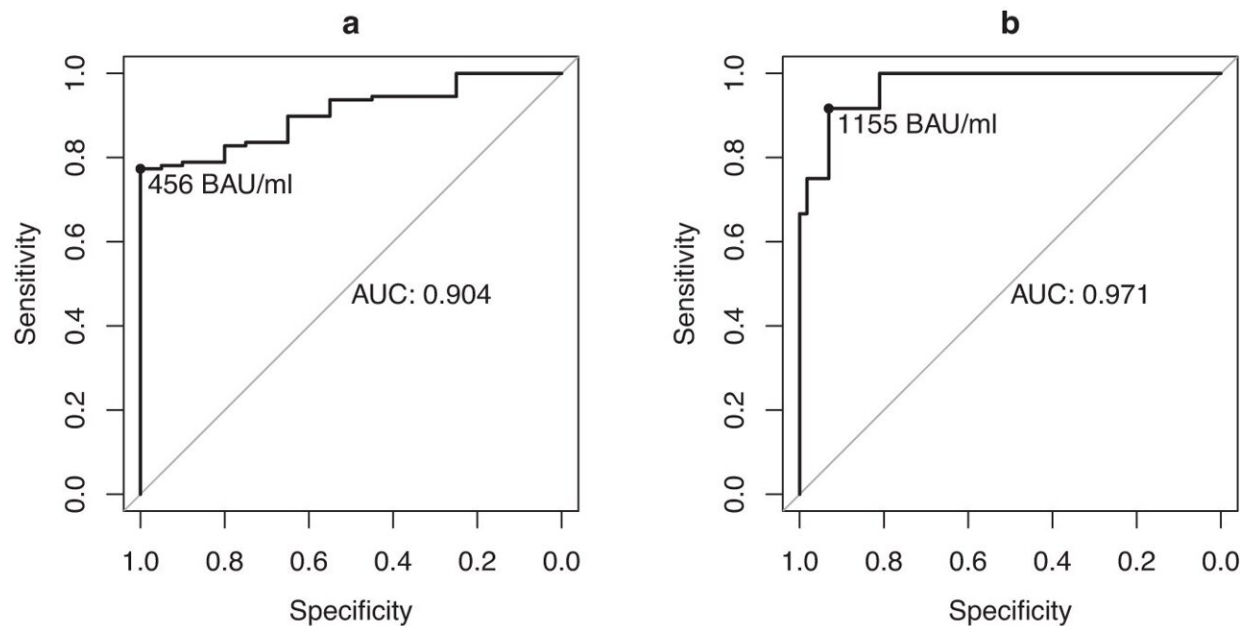 a
1.0
0.8
0.6
0.4
0.2
0.0
Sensitivity
456 BAU/ml
AUC: 0.904
1.0 0.8 0.6 0.4 0.2 0.0
Specificity
b
1.0
0.8
0.6
0.4
0.2
0.0
Sensitivity
1155 BAU/ml
AUC: 0.971
1.0 0.8 0.6 0.4 0.2 0.0
Specificity